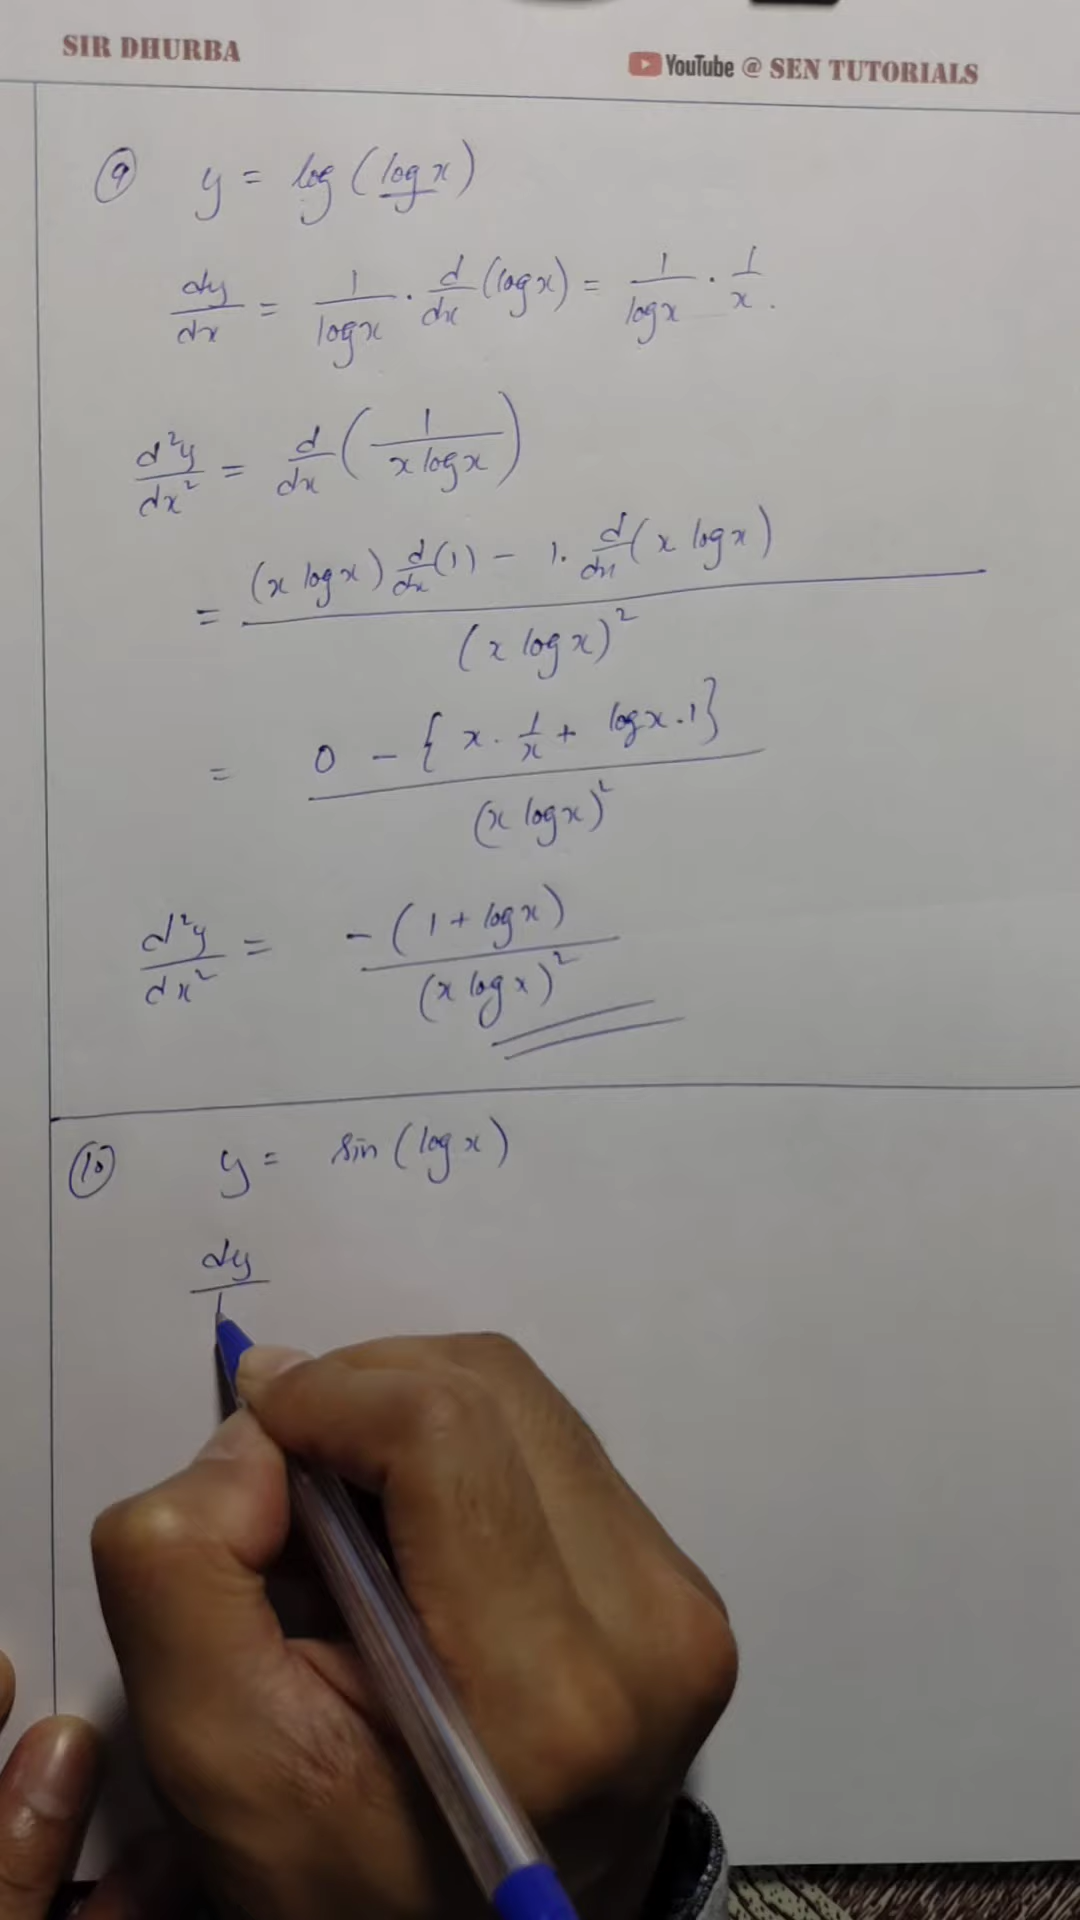 SIR DHURBA
YouTube @ SEN TUTORIALS
⑨ y = log (log x)
dy/dx = 1/log x · d/dx (log x) = 1/log x · 1/x .
d²y/dx² = d/dx (1/(x log x))
= ((x log x) d/dx (1) - 1. d/dx (x log x))/(x log x)²
= (0 - { x . 1/x + log x . 1})/(x log x)²
d²y/dx² = -(1 + log x)/(x log x)²
⑩ y = sin (log x)
dy